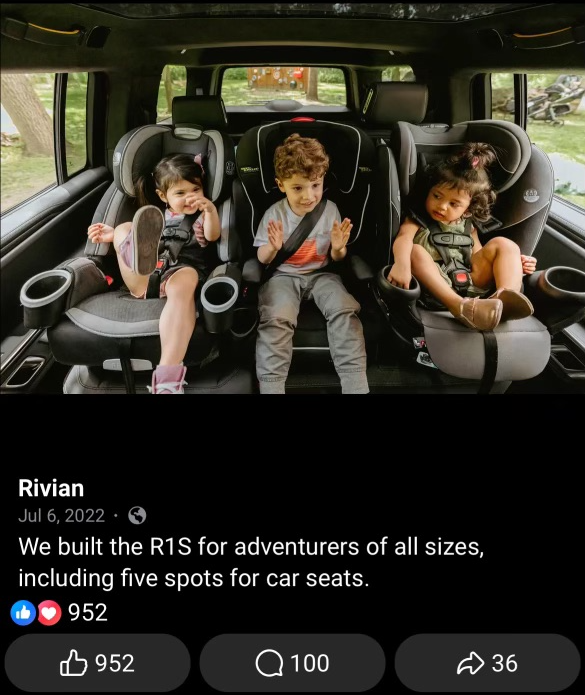 Rivian
Jul 6, 2022 ·
We built the R1S for adventurers of all sizes,
including five spots for car seats.
952
952 100 36